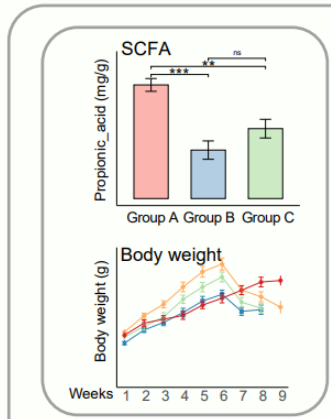 SCFA
ns
**
***
Propionic_acid (mg/g)
Group A Group B Group C
Body weight
Body weight (g)
Weeks 1 2 3 4 5 6 7 8 9